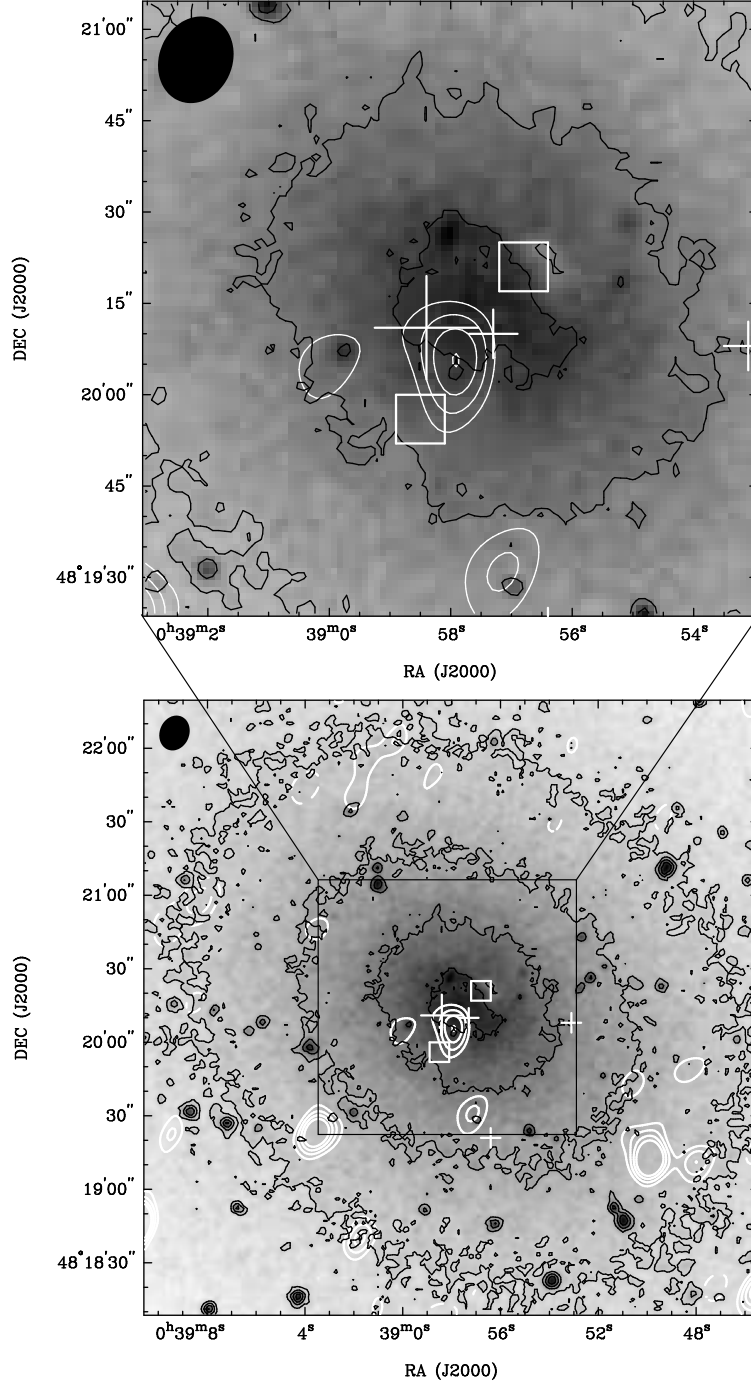 21′00″
45″
30″
15″
20′00″
45″
48°19′30″
DEC (J2000)
0ʰ39ᵐ2ˢ
39ᵐ0ˢ
58ˢ
56ˢ
54ˢ
RA (J2000)
22′00″
30″
21′00″
30″
20′00″
30″
19′00″
48°18′30″
DEC (J2000)
0ʰ39ᵐ8ˢ
4ˢ
39ᵐ0ˢ
56ˢ
52ˢ
48ˢ
RA (J2000)